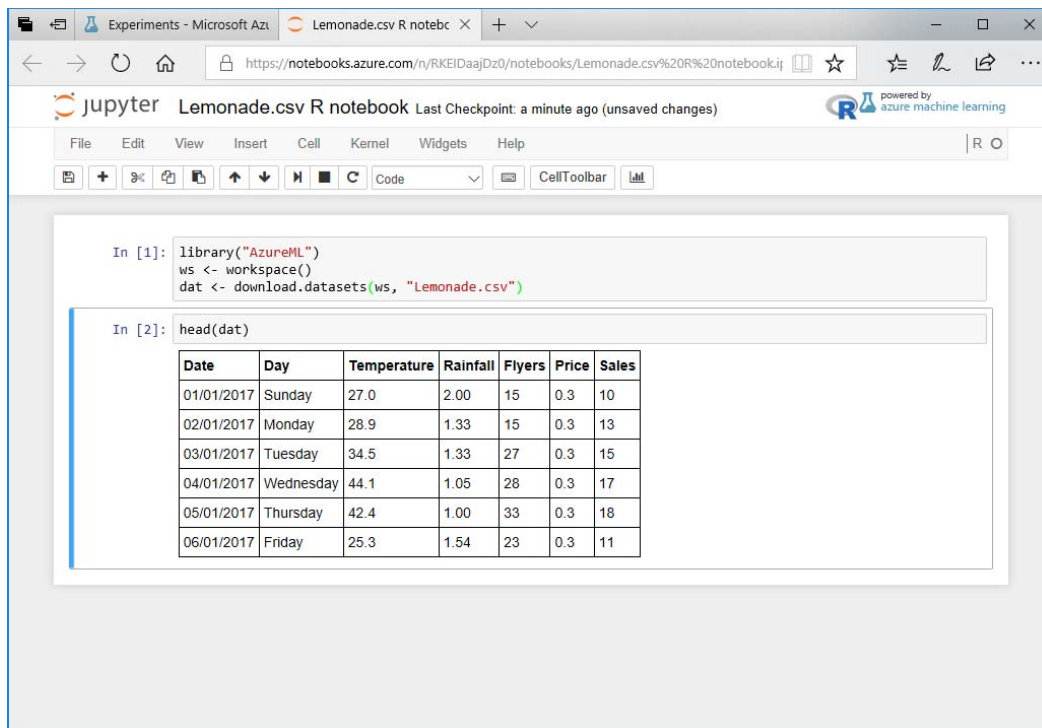 Experiments - Microsoft Azu
Lemonade.csv R notebc
https://notebooks.azure.com/n/RKEIDaajDz0/notebooks/Lemonade.csv%20R%20notebook.i
jupyter Lemonade.csv R notebook Last Checkpoint: a minute ago (unsaved changes)
R powered by
azure machine learning
File Edit View Insert Cell Kernel Widgets Help R
Code CellToolbar
In [1]: library("AzureML")
ws <- workspace()
dat <- download.datasets(ws, "Lemonade.csv")
In [2]: head(dat)
Date Day Temperature Rainfall Flyers Price Sales
01/01/2017 Sunday 27.0 2.00 15 0.3 10
02/01/2017 Monday 28.9 1.33 15 0.3 13
03/01/2017 Tuesday 34.5 1.33 27 0.3 15
04/01/2017 Wednesday 44.1 1.05 28 0.3 17
05/01/2017 Thursday 42.4 1.00 33 0.3 18
06/01/2017 Friday 25.3 1.54 23 0.3 11